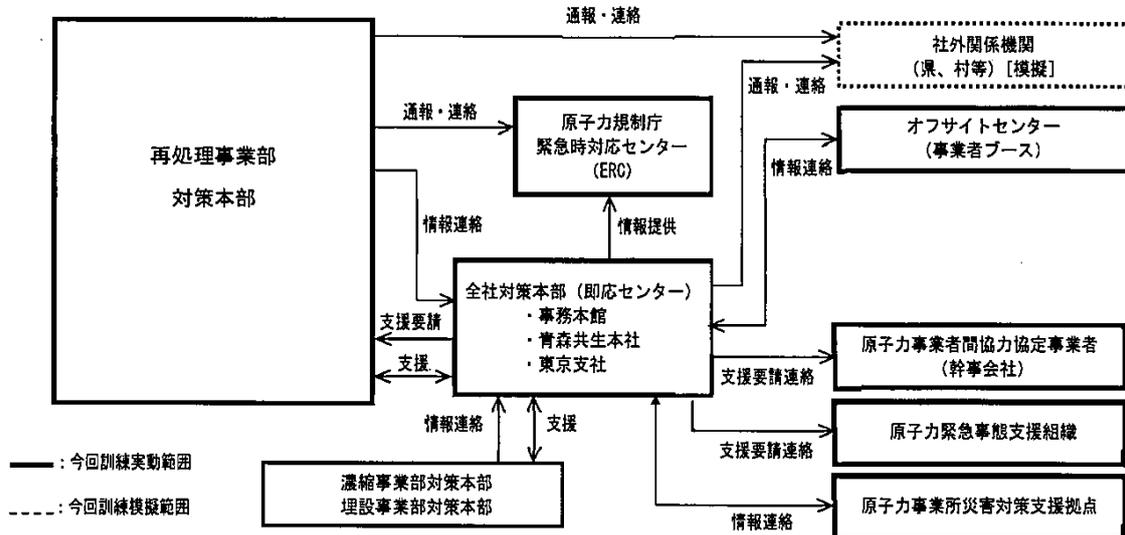 通報・連絡
社外関係機関
(県、村等)[模擬]
通報・連絡
通報・連絡
原子力規制庁
緊急時対応センター
(ERC)
オフサイトセンター
(事業者ブース)
情報連絡
再処理事業部
対策本部
情報連絡
情報提供
全社対策本部(即応センター)
・事務本館
・青森共生本社
・東京支社
支援要請
支援
原子力事業者間協力協定事業者
(幹事会社)
支援要請連絡
情報連絡
支援
原子力緊急事態支援組織
支援要請連絡
:今回訓練実動範囲
濃縮事業部対策本部
埋設事業部対策本部
原子力事業所災害対策支援拠点
情報連絡
:今回訓練模擬範囲